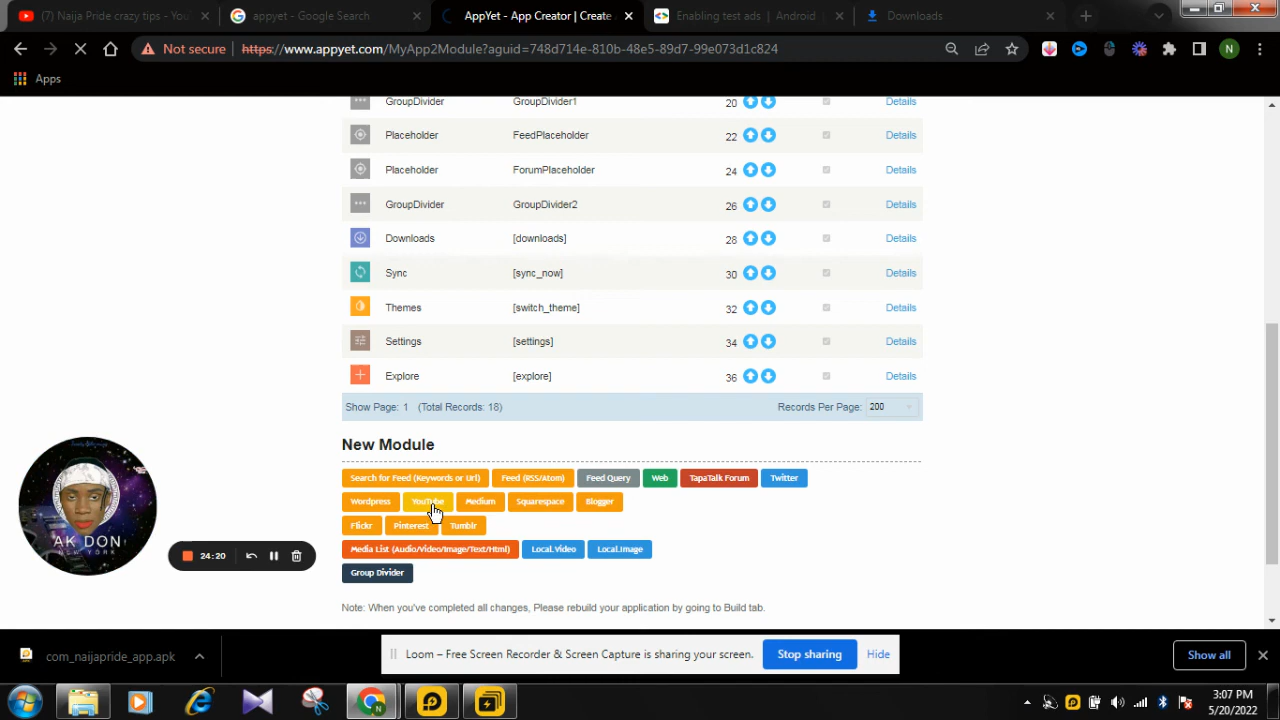 (7) Naija Pride crazy tips - You
appyet - Google Search
AppYet - App Creator | Create
Enabling test ads | Android
Downloads
Not secure https://www.appyet.com/MyApp2Module?aguid=748d714e-810b-48e5-89d7-99e073d1c824
N
Apps
GroupDivider GroupDivider1 20 Details
Placeholder FeedPlaceholder 22 Details
Placeholder ForumPlaceholder 24 Details
GroupDivider GroupDivider2 26 Details
Downloads [downloads] 28 Details
Sync [sync_now] 30 Details
Themes [switch_theme] 32 Details
Settings [settings] 34 Details
Explore [explore] 36 Details
Show Page: 1 (Total Records: 18) Records Per Page: 200
New Module
Search for Feed (Keywords or Url) Feed (RSS/Atom) Feed Query Web TapaTalk Forum Twitter
Wordpress YouTube Medium Squarespace Blogger
Flickr Pinterest Tumblr
Media List (Audio/Video/Image/Text/Html) Local.Video Local.Image
Group Divider
Note: When you've completed all changes, Please rebuild your application by going to Build tab.
AK DON
NEW YORK
24:20
com_naijapride_app.apk
Loom – Free Screen Recorder & Screen Capture is sharing your screen. Stop sharing Hide
Show all
3:07 PM
5/20/2022